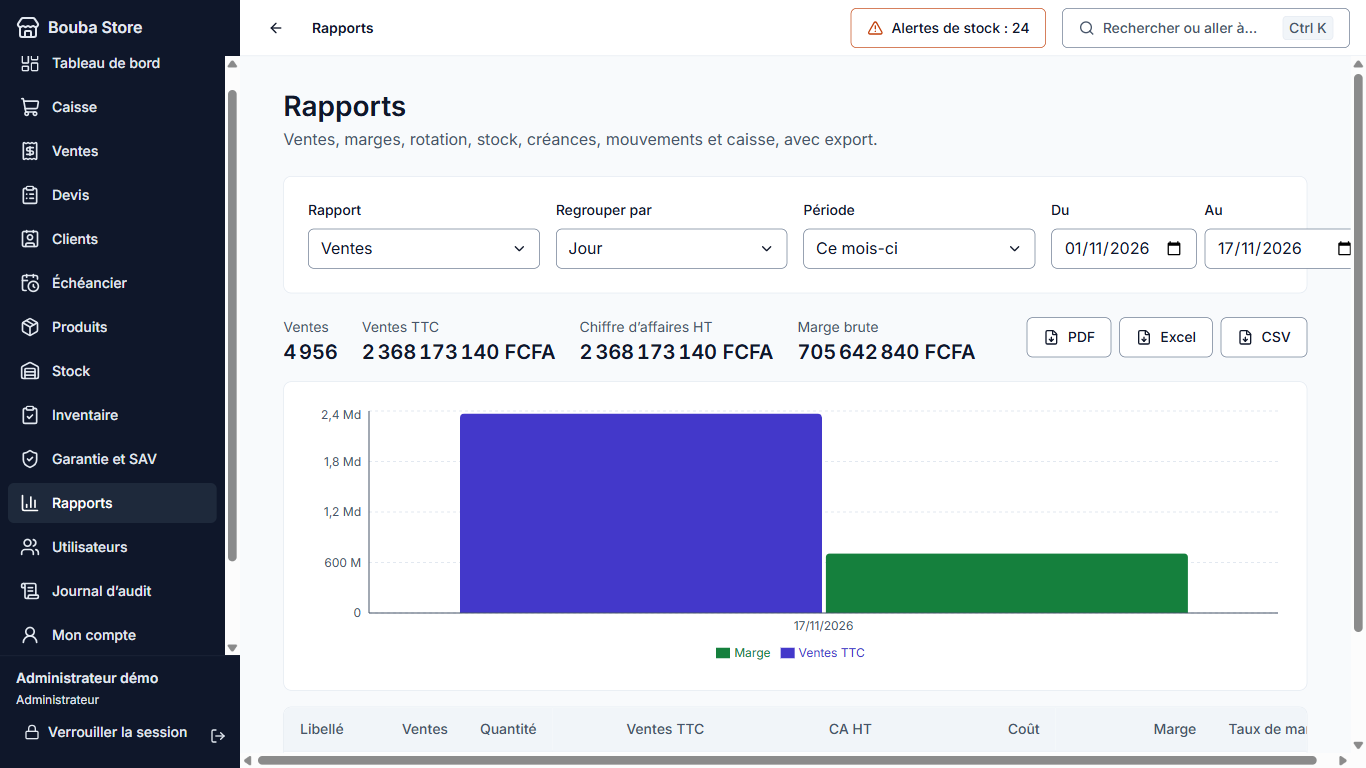 Bouba Store
Rapports
Alertes de stock : 24
Rechercher ou aller à...
Ctrl K
Tableau de bord
Caisse
Ventes
Devis
Clients
Échéancier
Produits
Stock
Inventaire
Garantie et SAV
Rapports
Utilisateurs
Journal d’audit
Mon compte
Administrateur démo
Administrateur
Verrouiller la session
Rapports
Ventes, marges, rotation, stock, créances, mouvements et caisse, avec export.
Rapport
Regrouper par
Période
Du
Au
Ventes
Jour
Ce mois-ci
01/11/2026
17/11/2026
Ventes
Ventes TTC
Chiffre d’affaires HT
Marge brute
4 956
2 368 173 140 FCFA
2 368 173 140 FCFA
705 642 840 FCFA
PDF
Excel
CSV
2,4 Md
1,8 Md
1,2 Md
600 M
0
17/11/2026
Marge
Ventes TTC
Libellé
Ventes
Quantité
Ventes TTC
CA HT
Coût
Marge
Taux de mar